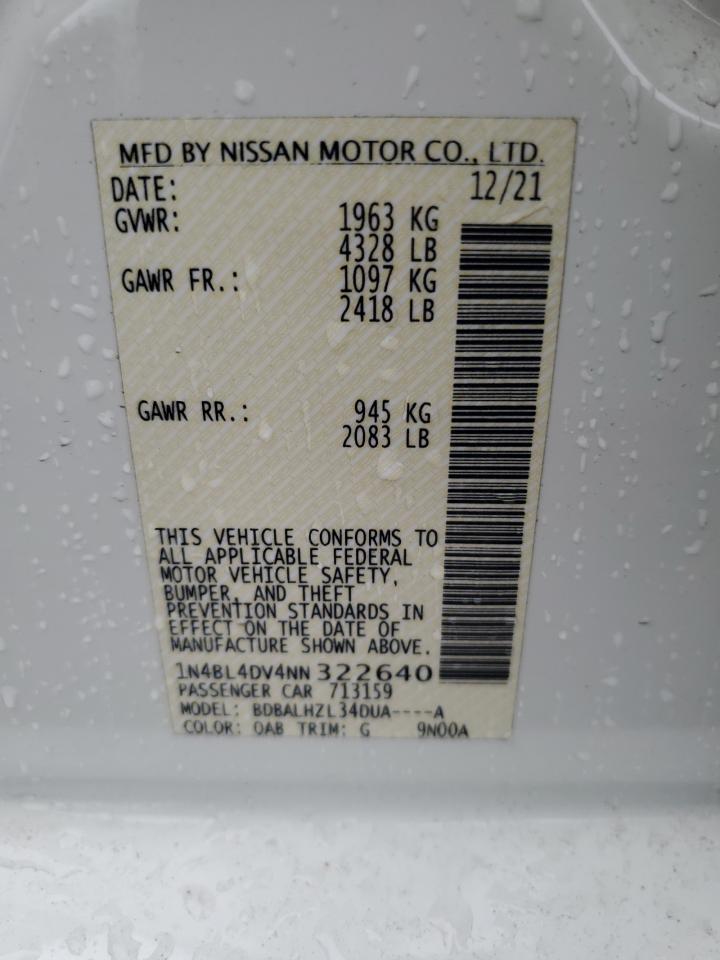 MFD BY NISSAN MOTOR CO., LTD.
DATE: 12/21
GVWR: 1963 KG
4328 LB
GAWR FR.: 1097 KG
2418 LB
GAWR RR.: 945 KG
2083 LB
THIS VEHICLE CONFORMS TO
ALL APPLICABLE FEDERAL
MOTOR VEHICLE SAFETY,
BUMPER, AND THEFT
PREVENTION STANDARDS IN
EFFECT ON THE DATE OF
MANUFACTURE SHOWN ABOVE.
1N4BL4DV4NN322640
PASSENGER CAR 713159
MODEL: BDBALHZL34DUA----A
COLOR: QAB TRIM: G 9N00A